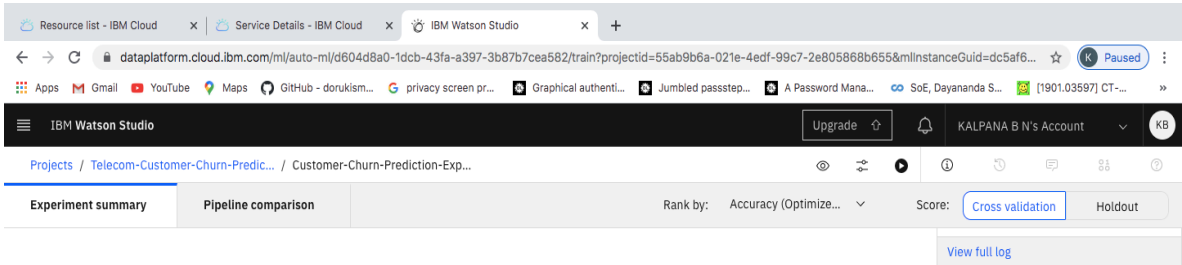 Resource list - IBM Cloud x Service Details - IBM Cloud x IBM Watson Studio x +
dataplatform.cloud.ibm.com/ml/auto-ml/d604d8a0-1dcb-43fa-a397-3b87b7cea582/train?projectid=55ab9b6a-021e-4edf-99c7-2e805868b655&mlInstanceGuid=dc5af6... K Paused
Apps Gmail YouTube Maps GitHub - dorukism... privacy screen pr... Graphical authenti... Jumbled passstep... A Password Mana... SoE, Dayananda S... [1901.03597] CT-... »
IBM Watson Studio Upgrade KALPANA B N's Account KB
Projects / Telecom-Customer-Churn-Predic... / Customer-Churn-Prediction-Exp...
Experiment summary Pipeline comparison Rank by: Accuracy (Optimize... Score: Cross validation Holdout
View full log